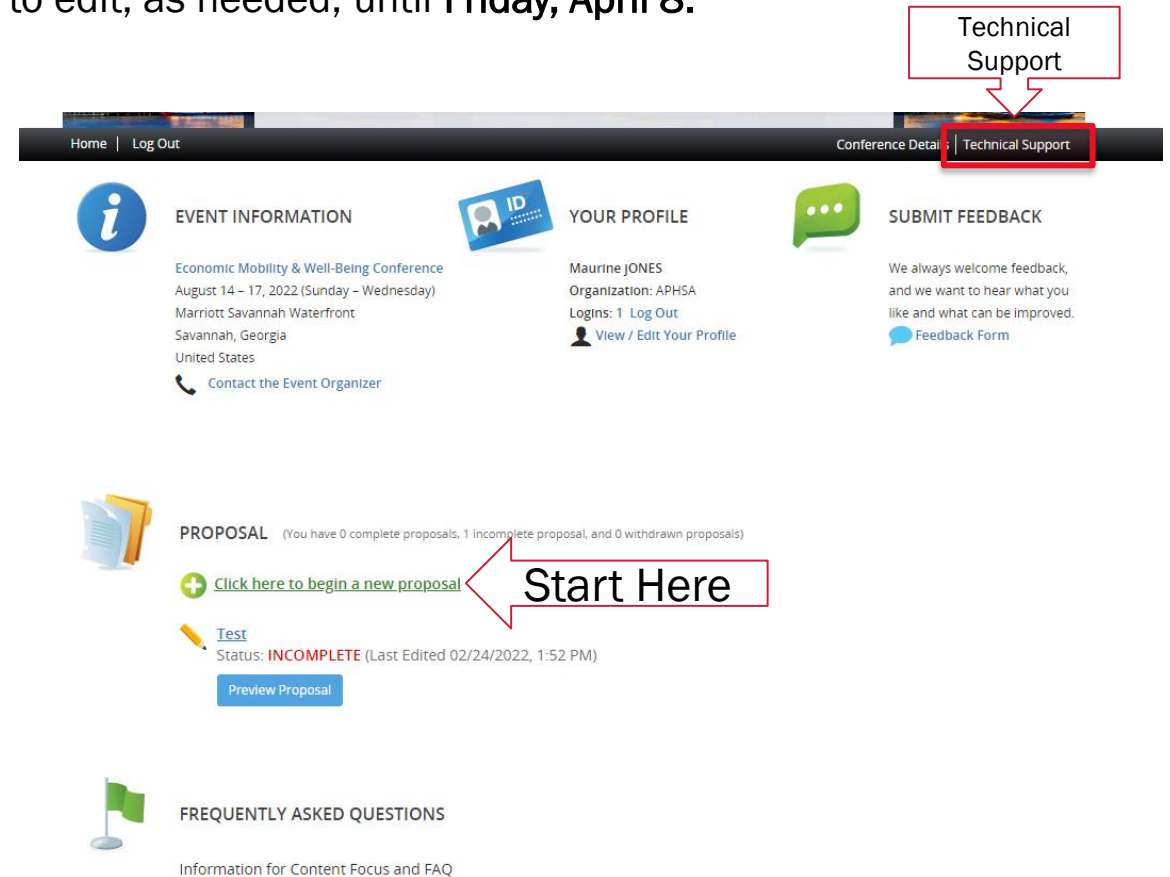 to edit, as needed, until Friday, April 8.
Technical
Support
Home | Log Out
Conference Details | Technical Support
EVENT INFORMATION
Economic Mobility & Well-Being Conference
August 14 – 17, 2022 (Sunday – Wednesday)
Marriott Savannah Waterfront
Savannah, Georgia
United States
Contact the Event Organizer
ID
YOUR PROFILE
Maurine jONES
Organization: APHSA
Logins: 1 Log Out
View / Edit Your Profile
SUBMIT FEEDBACK
We always welcome feedback,
and we want to hear what you
like and what can be improved.
Feedback Form
PROPOSAL (You have 0 complete proposals, 1 incomplete proposal, and 0 withdrawn proposals)
Click here to begin a new proposal
Start Here
Test
Status: INCOMPLETE (Last Edited 02/24/2022, 1:52 PM)
Preview Proposal
FREQUENTLY ASKED QUESTIONS
Information for Content Focus and FAQ